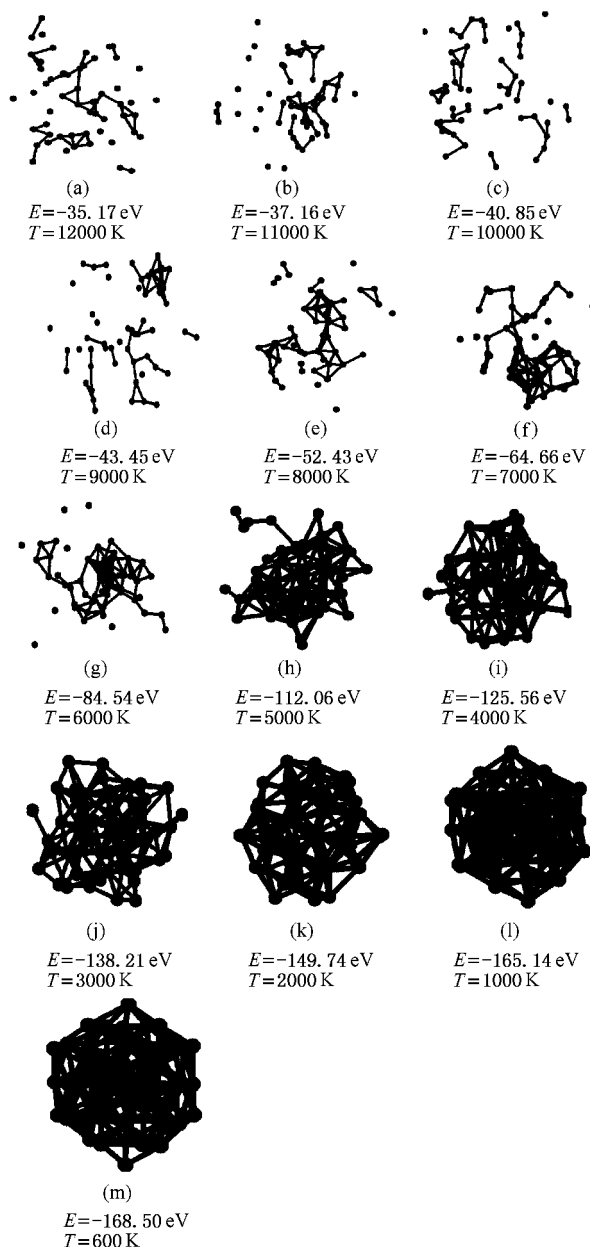 (a) (b) (c)
E=-35.17 eV E=-37.16 eV E=-40.85 eV
T=12000 K T=11000 K T=10000 K
(d) (e) (f)
E=-43.45 eV E=-52.43 eV E=-64.66 eV
T=9000 K T=8000 K T=7000 K
(g) (h) (i)
E=-84.54 eV E=-112.06 eV E=-125.56 eV
T=6000 K T=5000 K T=4000 K
(j) (k) (l)
E=-138.21 eV E=-149.74 eV E=-165.14 eV
T=3000 K T=2000 K T=1000 K
(m)
E=-168.50 eV
T=600 K